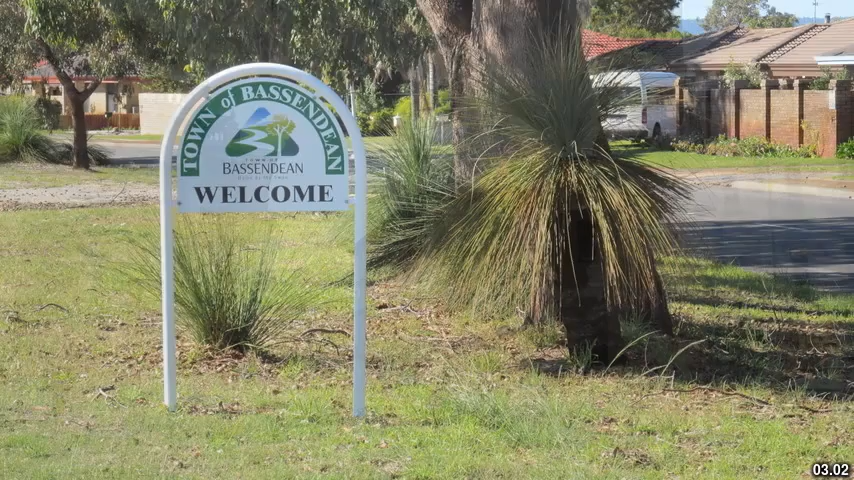 TOWN of BASSENDEAN
TOWN OF
BASSENDEAN
WELCOME
03.02